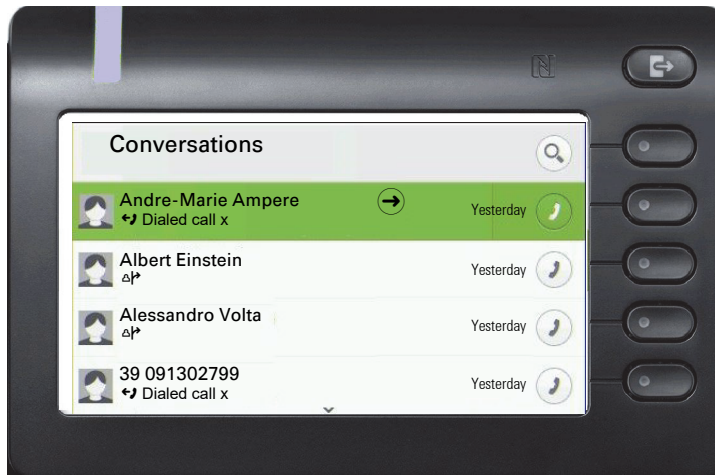 Conversations
Andre-Marie Ampere
Dialed call x
Yesterday
Albert Einstein
Yesterday
Alessandro Volta
Yesterday
39 091302799
Dialed call x
Yesterday